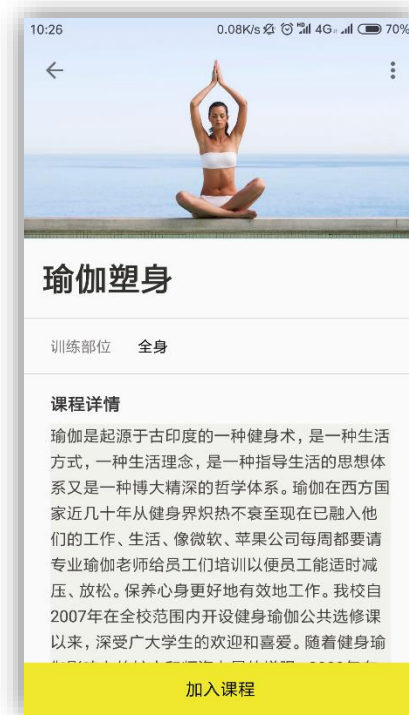 10:26 0.08K/s 4G 70%
瑜伽塑身
训练部位 全身
课程详情
瑜伽是起源于古印度的一种健身术，是一种生活
方式，一种生活理念，是一种指导生活的思想体
系又是一种博大精深的哲学体系。瑜伽在西方国
家近几十年从健身界炽热不衰至现在已融入他
们的工作、生活、像微软、苹果公司每周都要请
专业瑜伽老师给员工们培训以便员工能适时减
压、放松。保养心身更好地有效地工作。我校自
2007年在全校范围内开设健身瑜伽公共选修课
以来，深受广大学生的欢迎和喜爱。随着健身瑜
加入课程